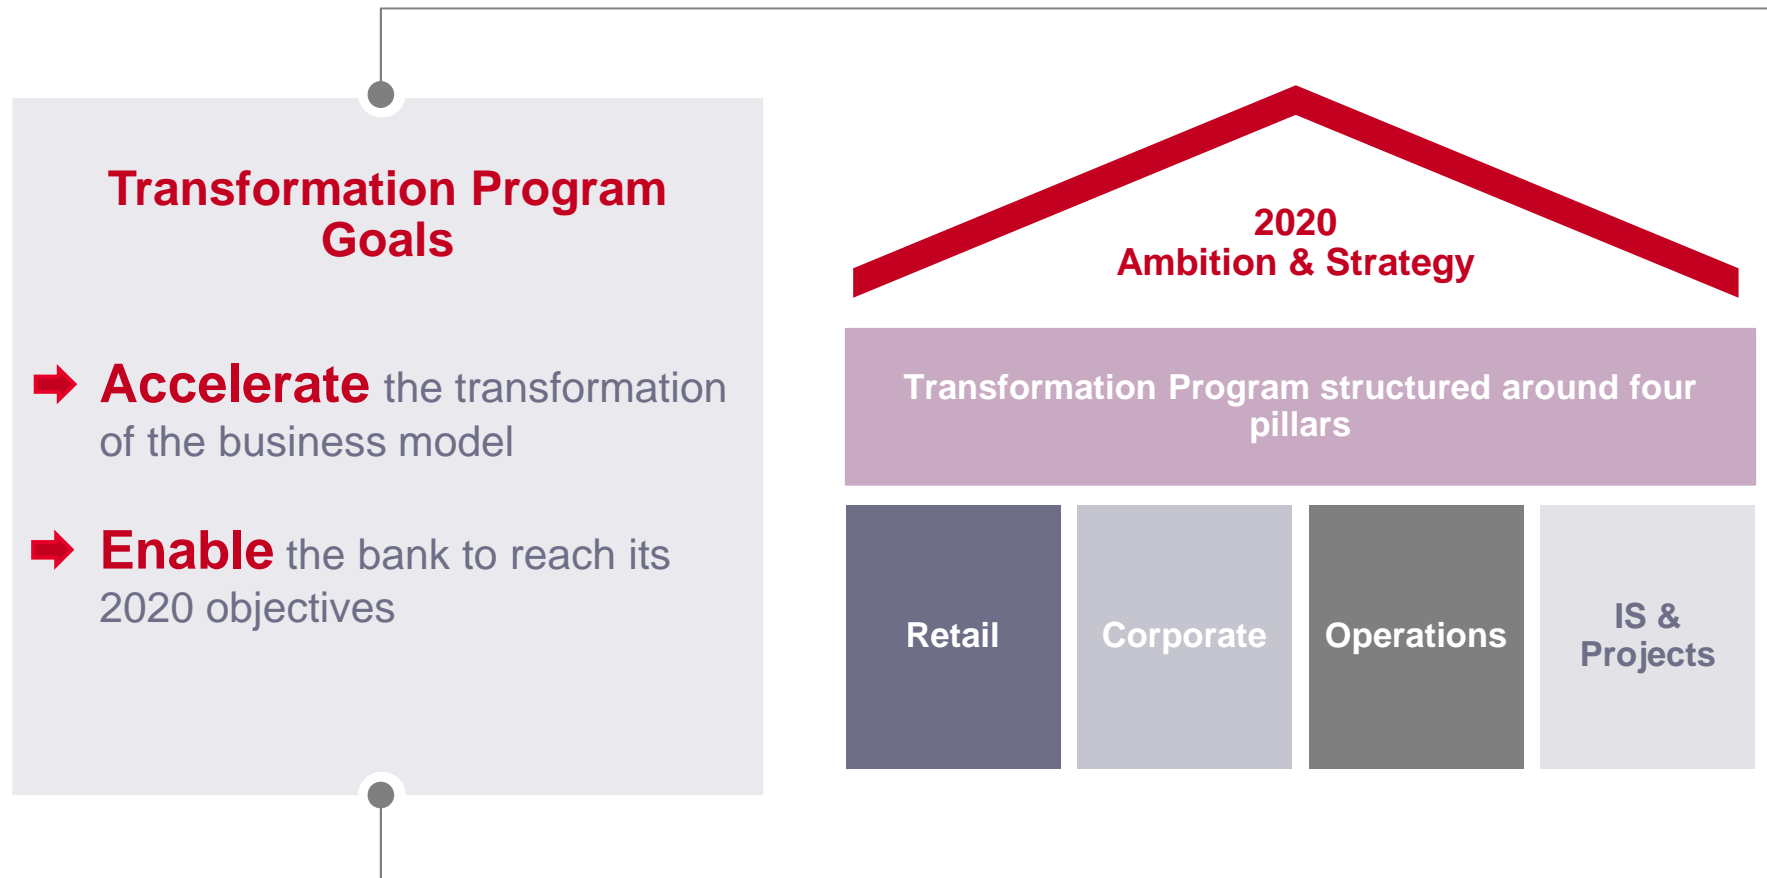 Transformation Program
Goals
Accelerate the transformation
of the business model
Enable the bank to reach its
2020 objectives
2020
Ambition & Strategy
Transformation Program structured around four
pillars
Retail
Corporate
Operations
IS &
Projects